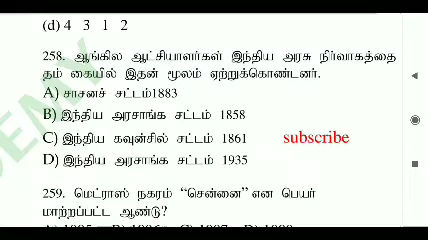 (d) 4 3 1 2
258. ஆங்கில ஆட்சியாளர்கள் இந்திய அரசு நிர்வாகத்தை
தம் கையில் இதன் மூலம் ஏற்றுக்கொண்டனர்.
A) சாசனச் சட்டம்1883
B) இந்திய அரசாங்க சட்டம் 1858
C) இந்திய கவுன்சில் சட்டம் 1861 subscribe
D) இந்திய அரசாங்க சட்டம் 1935
259. மெட்ராஸ் நகரம் “சென்னை” என பெயர்
மாற்றப்பட்ட ஆண்டு?